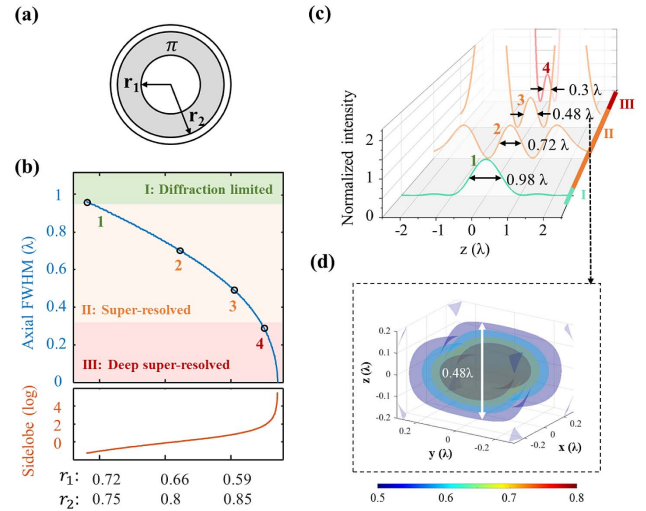 (a)
π
r1
r2
(b)
Axial FWHM (λ)
1
0.8
0.6
0.4
0.2
0
I: Diffraction limited
1
2
3
II: Super-resolved
4
III: Deep super-resolved
Sidelobe (log)
4
2
0
r1: 0.72 0.66 0.59
r2: 0.75 0.8 0.85
(c)
Normalized intensity
2
1
0
4
0.3 λ
III
3
0.48 λ
II
2
0.72 λ
1
0.98 λ
I
-2 -1 0 1 2
z (λ)
(d)
z (λ)
0.2
0.1
0
-0.1
-0.2
0.48λ
0.2 0 -0.2
y (λ)
-0.2 0 0.2
x (λ)
0.5 0.6 0.7 0.8